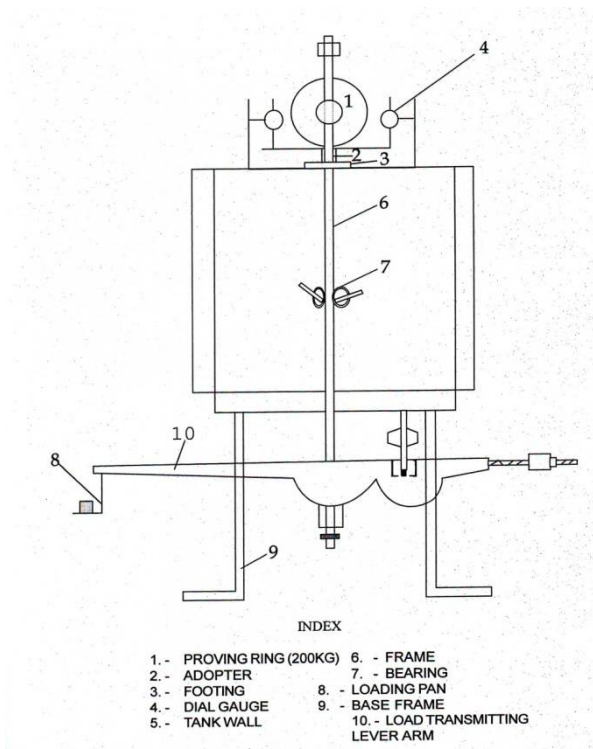 4
1
2
3
6
7
10
8
9
INDEX
1. - PROVING RING (200KG)
2. - ADOPTER
3. - FOOTING
4. - DIAL GAUGE
5. - TANK WALL
6. - FRAME
7. - BEARING
8. - LOADING PAN
9. - BASE FRAME
10. - LOAD TRANSMITTING
LEVER ARM